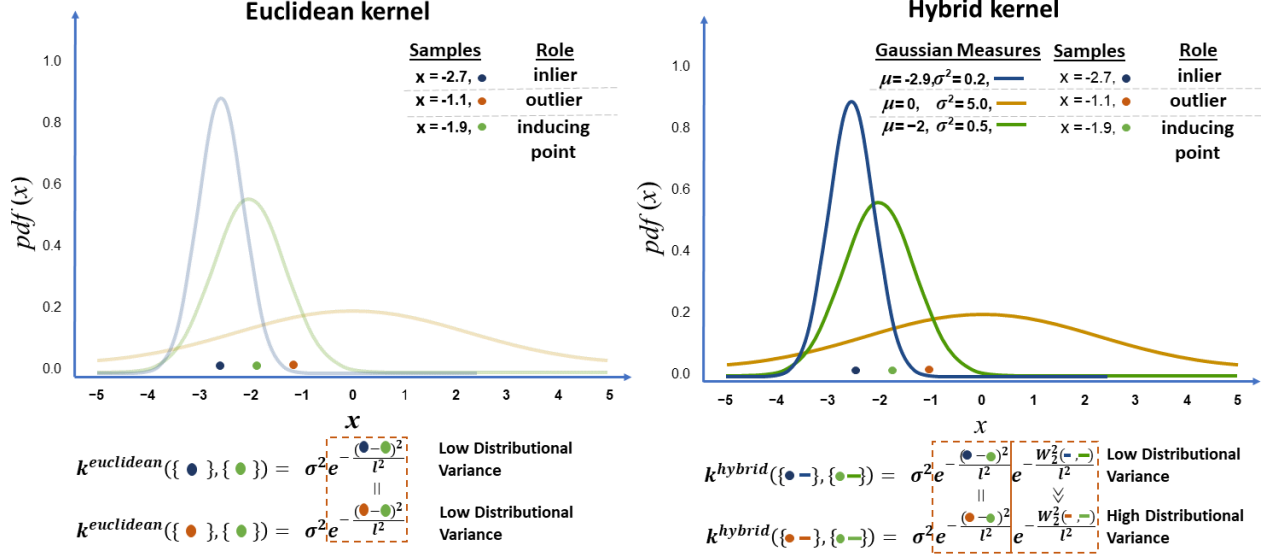 Euclidean kernel
Samples Role
x = -2.7, inlier
x = -1.1, outlier
x = -1.9, inducing
point
pdf (x)
1.0
0.8
0.6
0.4
0.2
0.0
−5 −4 −3 −2 −1 0 1 2 3 4 5
x
k^euclidean({ ● },{ ● }) = σ² e^−(●−●)²/l² Low Distributional
Variance
=
k^euclidean({ ● },{ ● }) = σ² e^−(●−●)²/l² Low Distributional
Variance
Hybrid kernel
Gaussian Measures Samples Role
μ= -2.9, σ²= 0.2, x = -2.7, inlier
μ= 0, σ²= 5.0, x = -1.1, outlier
μ= −2, σ²= 0.5, x = -1.9, inducing
point
pdf (x)
1.0
0.8
0.6
0.4
0.2
0.0
−5 −4 −3 −2 −1 0 1 2 3 4 5
x
k^hybrid({●−},{●−}) = σ² e^−(●−●)²/l² e^−W₂²(−,−)/l² Low Distributional
Variance
= ≫
k^hybrid({●−},{●−}) = σ² e^−(●−●)²/l² e^−W₂²(−,−)/l² High Distributional
Variance